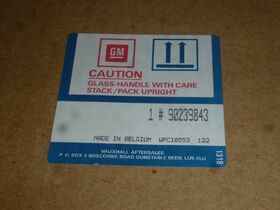 GM
CAUTION
GLASS-HANDLE WITH CARE
STACK/PACK UPRIGHT
1 # 90239843
MADE IN BELGIUM WPC18553 122
VAUXHALL AFTERSALES
P. O. BOX 5 BOSCOMBE ROAD DUNSTABLE BEDS. LU5 4LU
1318